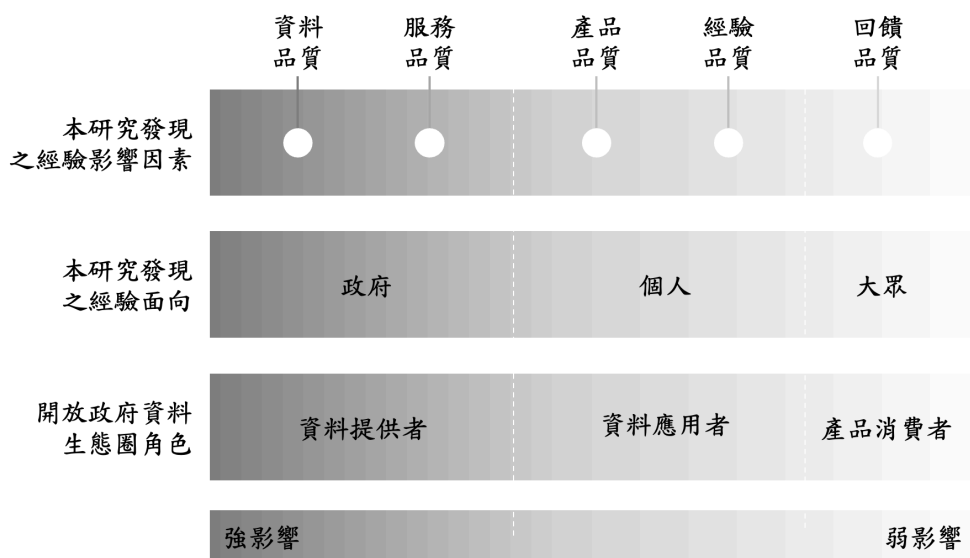 資料
品質
服務
品質
產品
品質
經驗
品質
回饋
品質
本研究發現
之經驗影響因素
本研究發現
之經驗面向
政府
個人
大眾
開放政府資料
生態圈角色
資料提供者
資料應用者
產品消費者
強影響
弱影響